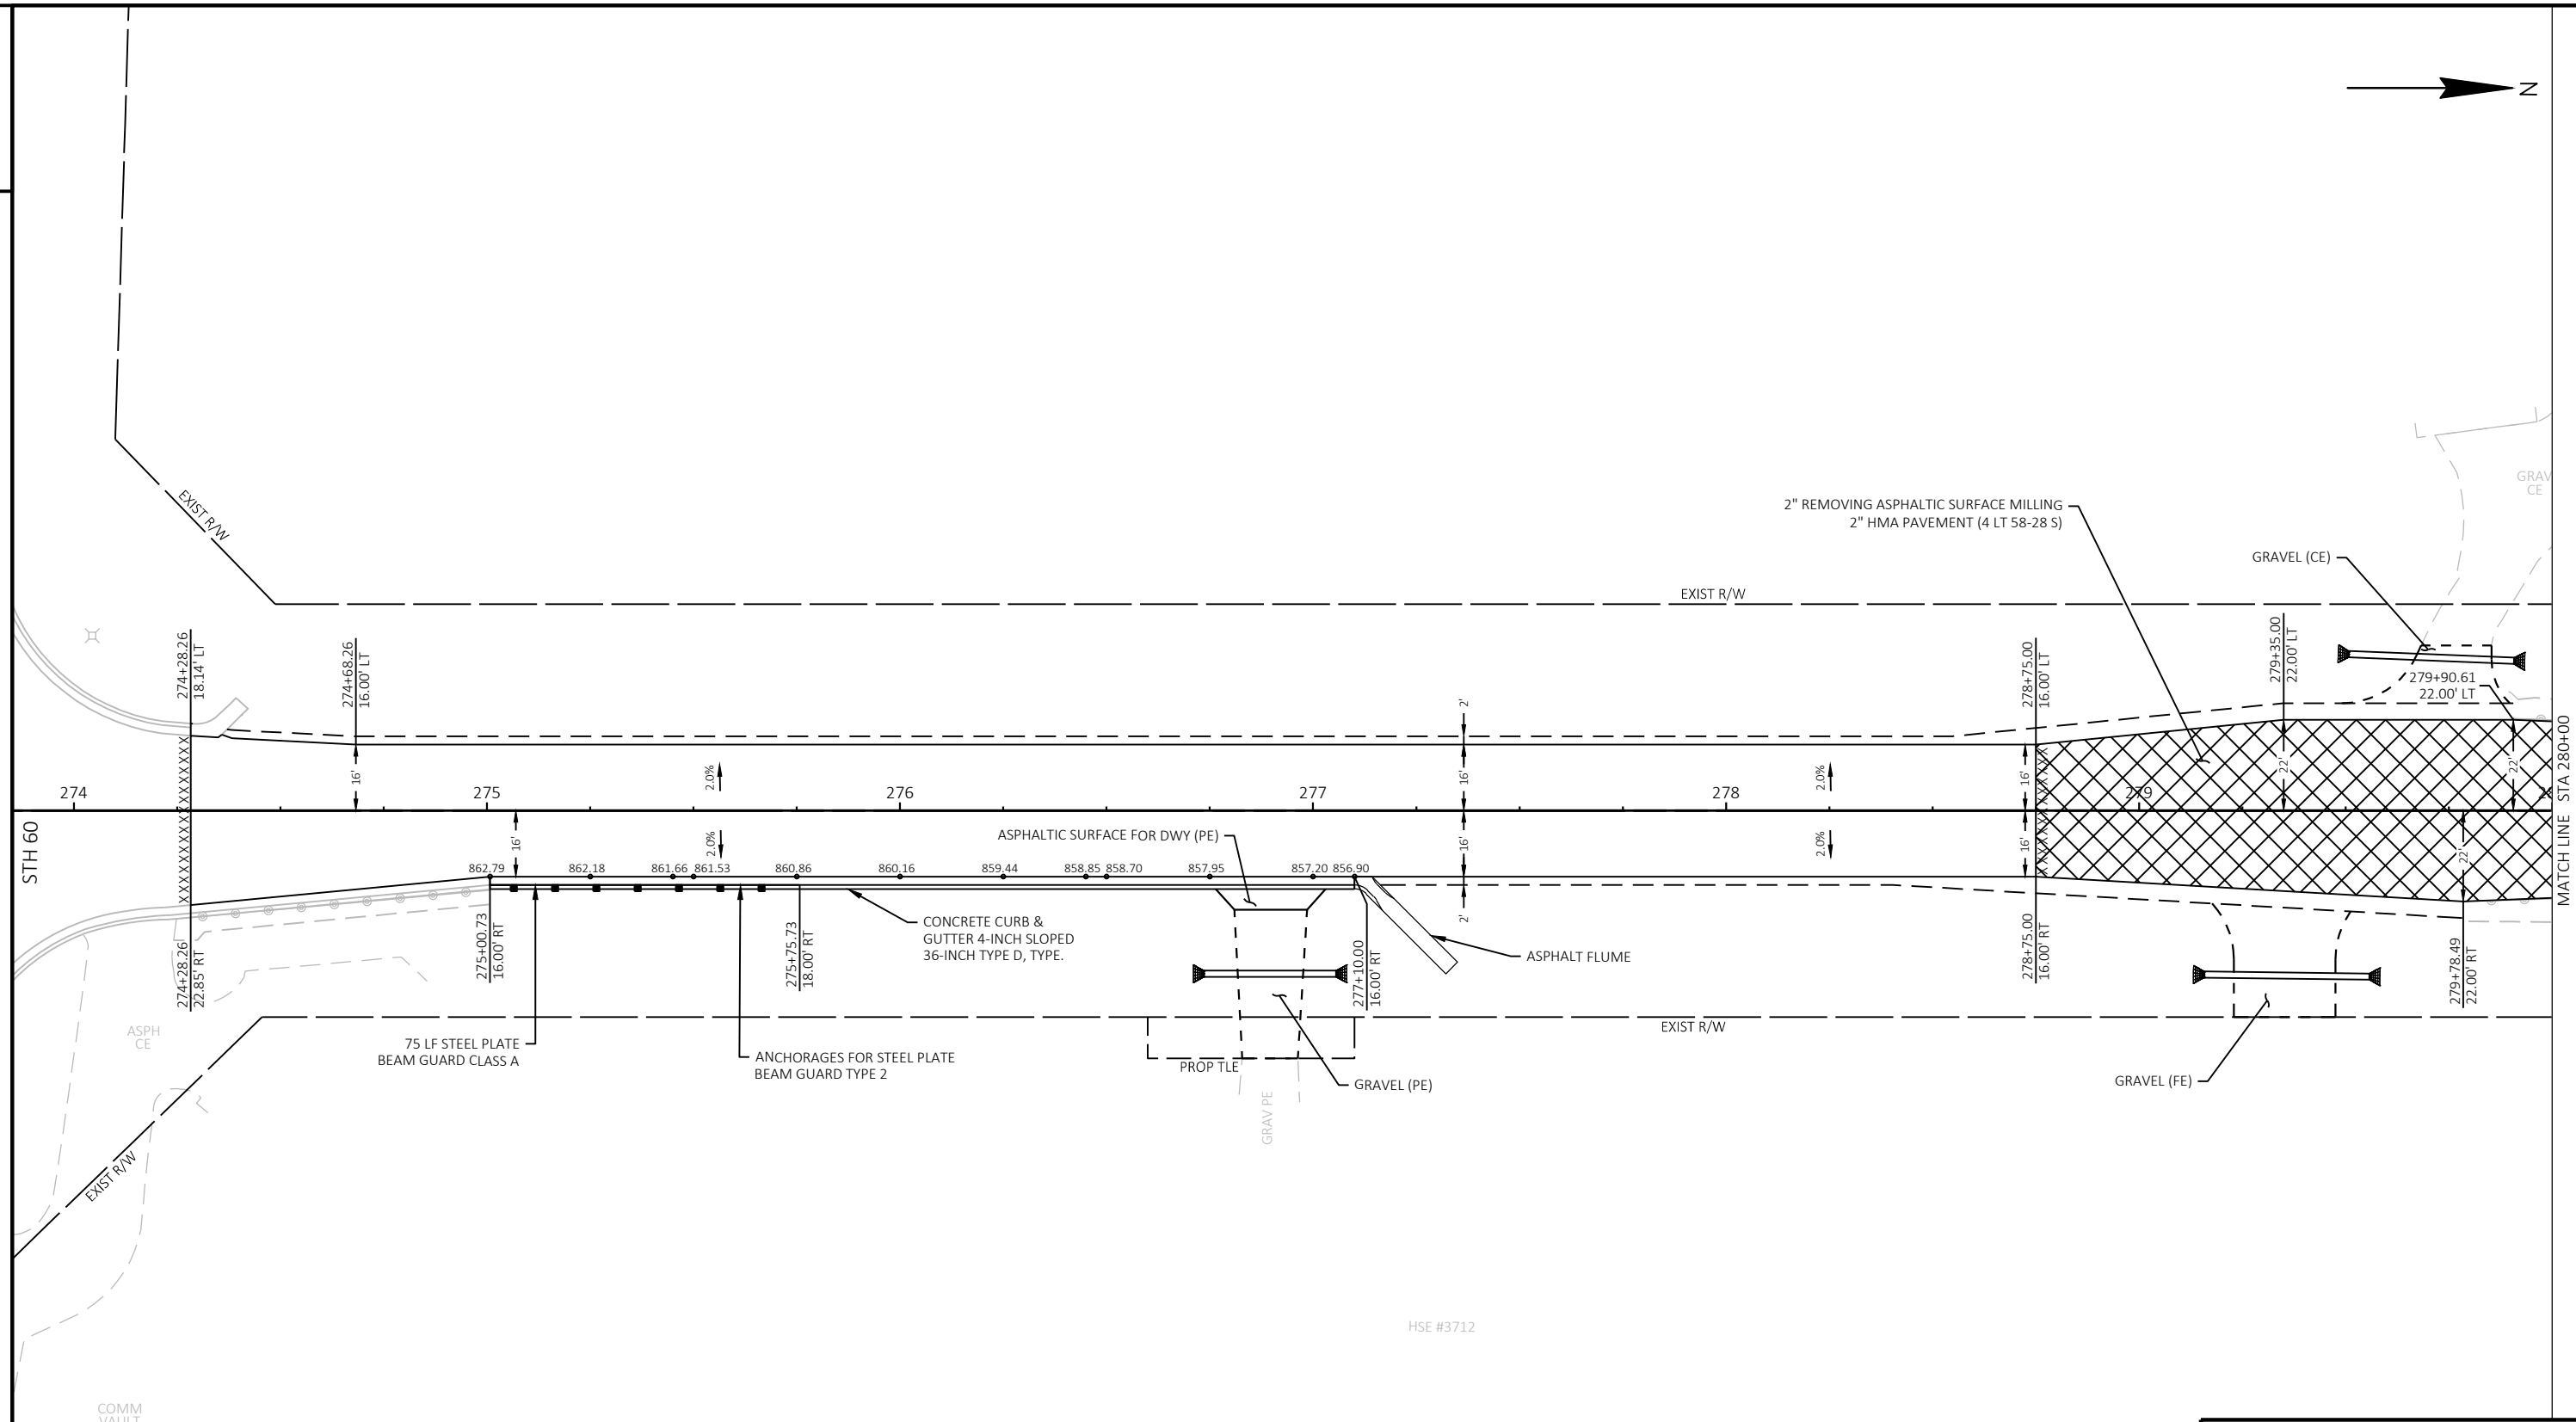 N
EXIST R/W
GRAV
CE
2" REMOVING ASPHALTIC SURFACE MILLING
2" HMA PAVEMENT (4 LT 58-28 S)
GRAVEL (CE)
EXIST R/W
274+28.26
18.14' LT
274+68.26
16.00' LT
278+75.00
16.00' LT
279+35.00
22.00' LT
279+90.61
22.00' LT
2'
16'
16'
16'
22'
22'
2.0%
2.0%
274
275
276
277
278
279
MATCH LINE STA 280+00
STH 60
XXXXXXXXXXXXXXXXXX
XXXXXXXXXXXXXX
16'
2.0%
16'
2.0%
16'
22'
ASPHALTIC SURFACE FOR DWY (PE)
862.79
862.18
861.66
861.53
860.86
860.16
859.44
858.85
858.70
857.95
857.20
856.90
2'
274+28.26
22.85' RT
275+00.73
16.00' RT
275+75.73
18.00' RT
CONCRETE CURB &
GUTTER 4-INCH SLOPED
36-INCH TYPE D, TYPE.
277+10.00
16.00' RT
ASPHALT FLUME
278+75.00
16.00' RT
279+78.49
22.00' RT
ASPH
CE
75 LF STEEL PLATE
BEAM GUARD CLASS A
ANCHORAGES FOR STEEL PLATE
BEAM GUARD TYPE 2
PROP TLE
GRAVEL (PE)
EXIST R/W
GRAVEL (FE)
GRAV PE
EXIST R/W
HSE #3712
COMM
VAULT